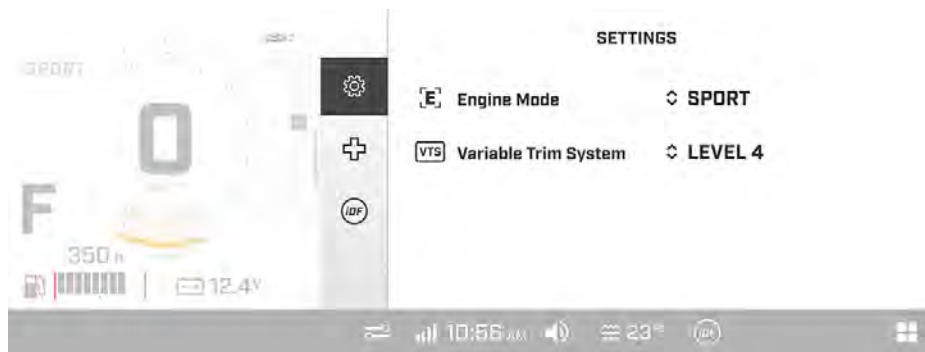 SETTINGS
SPORT
[E] Engine Mode SPORT
0
VTS Variable Trim System LEVEL 4
F
iDF
350 h
12.4V
10:56 AM 23° iDF